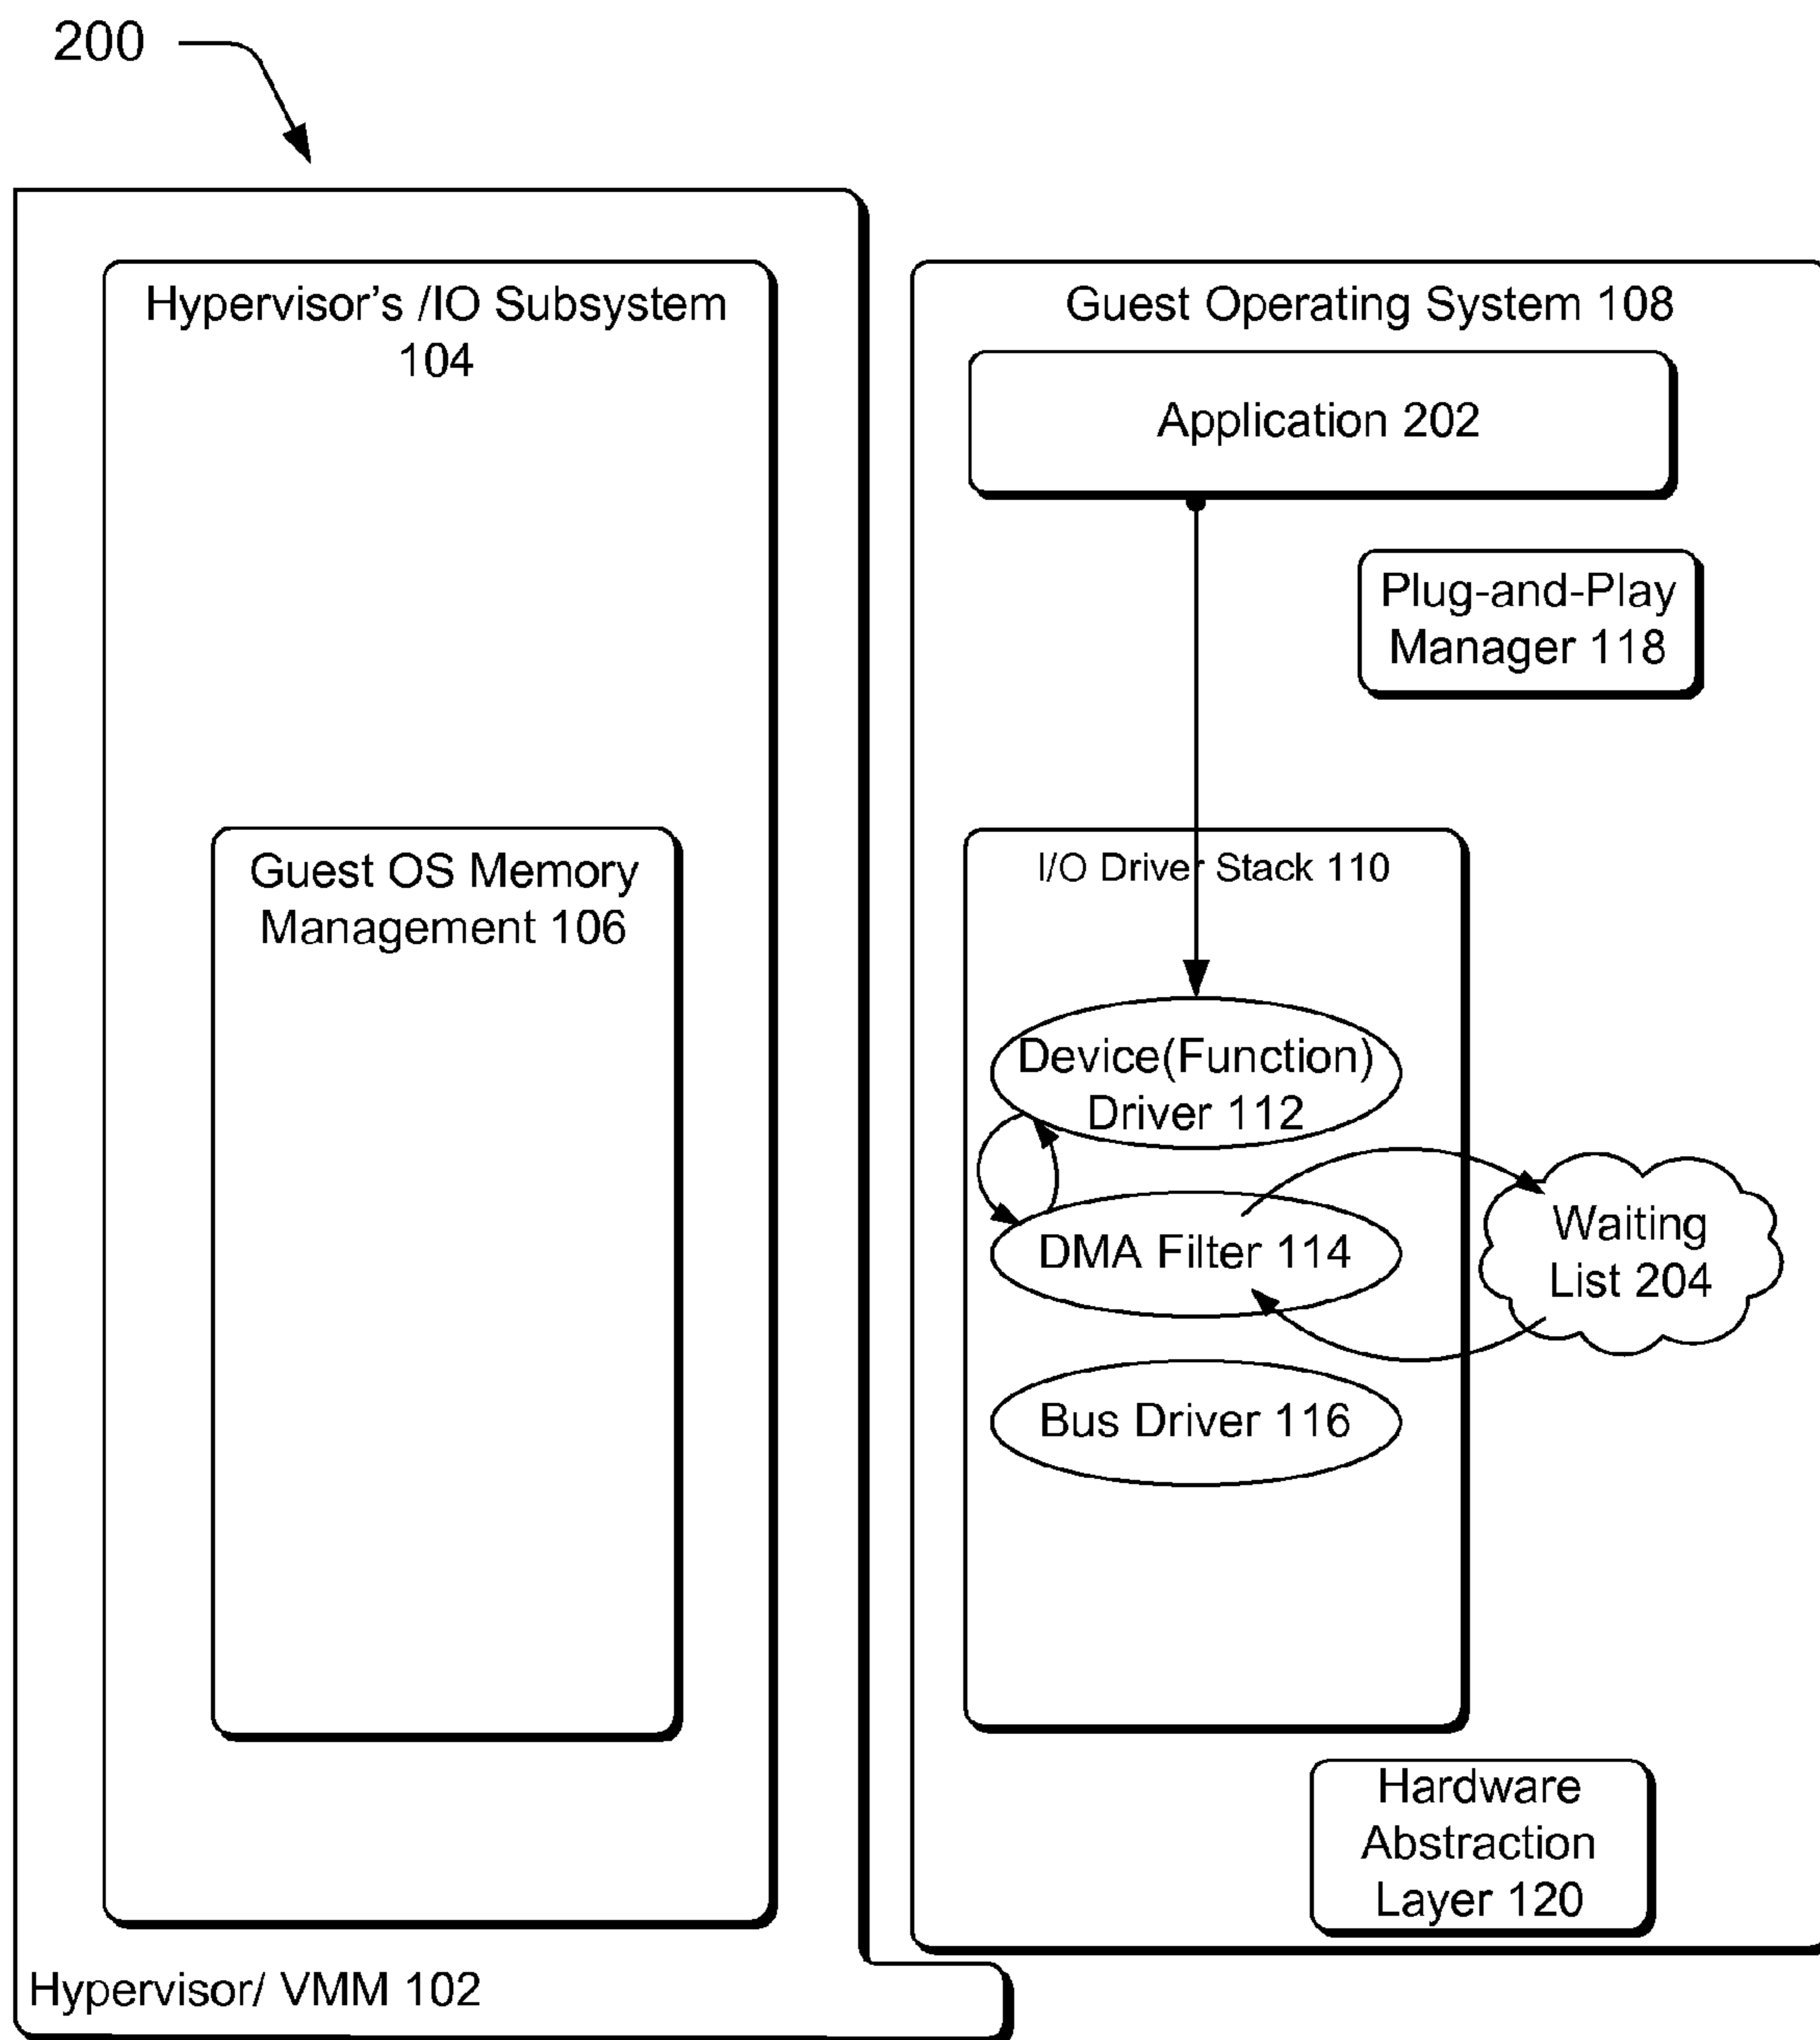 200
Hypervisor's /IO Subsystem
104
Guest OS Memory
Management 106
Hypervisor/ VMM 102
Guest Operating System 108
Application 202
Plug-and-Play
Manager 118
I/O Driver Stack 110
Device(Function)
Driver 112
DMA Filter 114
Waiting
List 204
Bus Driver 116
Hardware
Abstraction
Layer 120